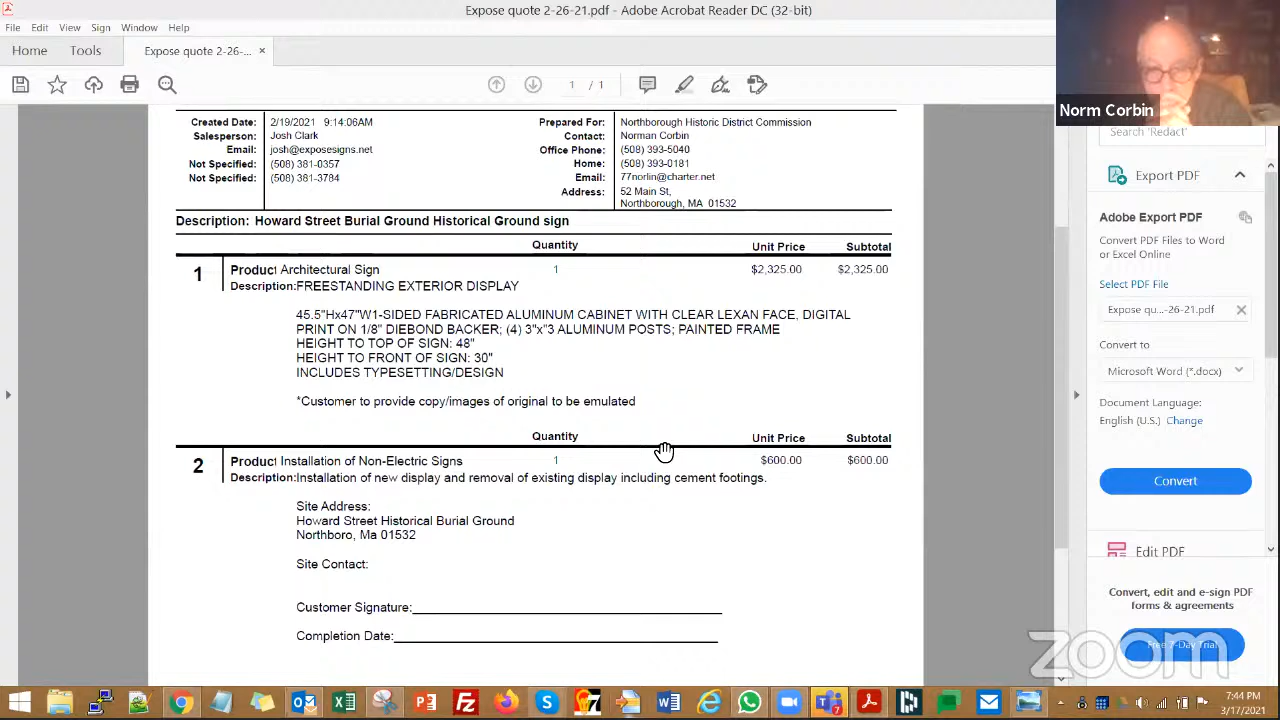 Expose quote 2-26-21.pdf - Adobe Acrobat Reader DC (32-bit)
File Edit View Sign Window Help
Home Tools Expose quote 2-26-... ×
1 / 1
Norm Corbin
Search 'Redact'
Created Date: 2/19/2021 9:14:06AM
Salesperson: Josh Clark
Email: josh@exposesigns.net
Not Specified: (508) 381-0357
Not Specified: (508) 381-3784
Prepared For: Northborough Historic District Commission
Contact: Norman Corbin
Office Phone: (508) 393-5040
Home: (508) 393-0181
Email: 77norlin@charter.net
Address: 52 Main St,
Northborough, MA 01532
Description: Howard Street Burial Ground Historical Ground sign
Quantity Unit Price Subtotal
1 Product Architectural Sign 1 $2,325.00 $2,325.00
Description:FREESTANDING EXTERIOR DISPLAY
45.5"Hx47"W1-SIDED FABRICATED ALUMINUM CABINET WITH CLEAR LEXAN FACE, DIGITAL
PRINT ON 1/8" DIEBOND BACKER; (4) 3"x"3 ALUMINUM POSTS; PAINTED FRAME
HEIGHT TO TOP OF SIGN: 48"
HEIGHT TO FRONT OF SIGN: 30"
INCLUDES TYPESETTING/DESIGN
*Customer to provide copy/images of original to be emulated
Quantity Unit Price Subtotal
2 Product Installation of Non-Electric Signs 1 $600.00 $600.00
Description:Installation of new display and removal of existing display including cement footings.
Site Address:
Howard Street Historical Burial Ground
Northboro, Ma 01532
Site Contact:
Customer Signature:
Completion Date:
Export PDF
Adobe Export PDF
Convert PDF Files to Word
or Excel Online
Select PDF File
Expose qu...-26-21.pdf
Convert to
Microsoft Word (*.docx)
Document Language:
English (U.S.) Change
Convert
Edit PDF
Convert, edit and e-sign PDF
forms & agreements
Free 7-Day Trial
zoom
7:44 PM
3/17/2021